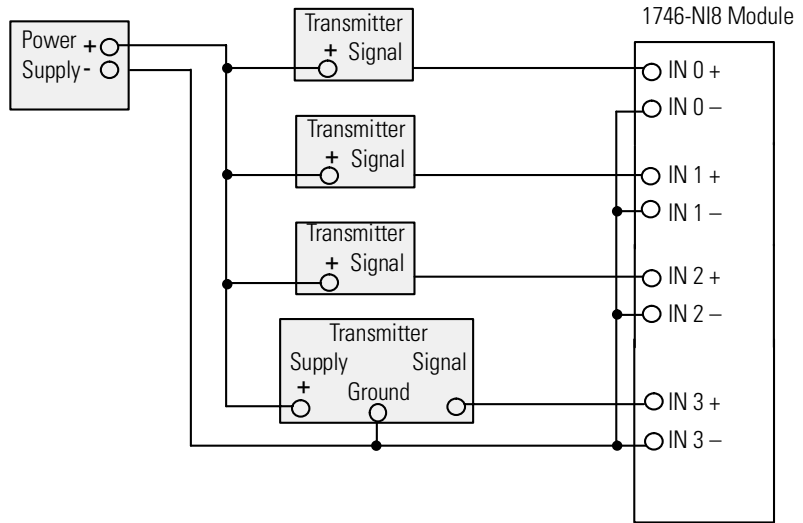 1746-NI8 Module
Power +
Supply -
Transmitter
+ Signal
IN 0 +
IN 0 –
Transmitter
+ Signal
IN 1 +
IN 1 –
Transmitter
+ Signal
IN 2 +
IN 2 –
Transmitter
Supply Signal
+ Ground
IN 3 +
IN 3 –